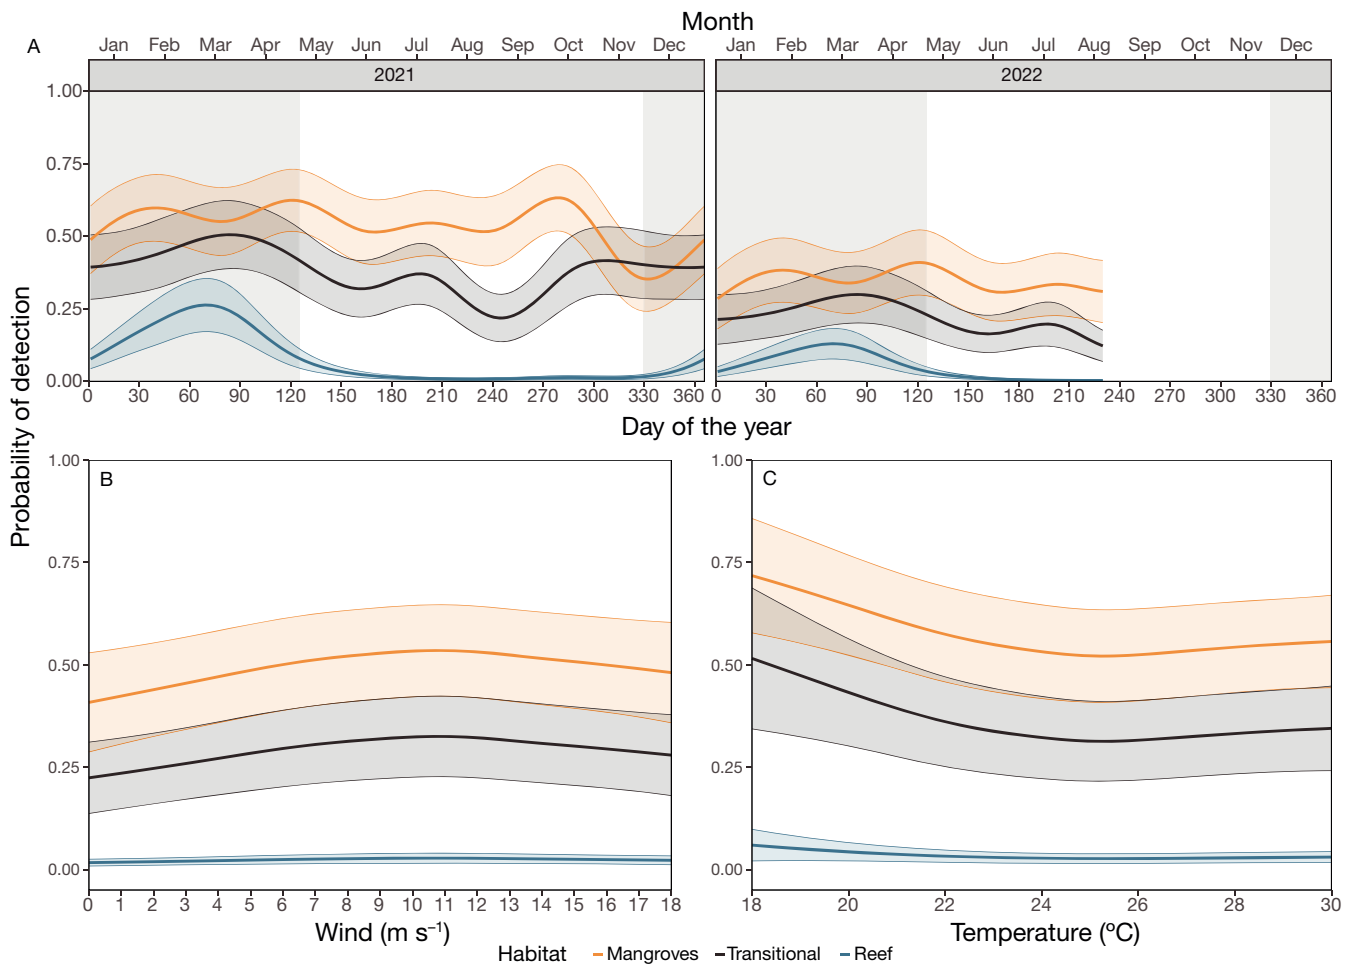 Month
A
Jan Feb Mar Apr May Jun Jul Aug Sep Oct Nov Dec
Jan Feb Mar Apr May Jun Jul Aug Sep Oct Nov Dec
2021
2022
1.00
0.75
0.50
0.25
0.00
0 30 60 90 120 150 180 210 240 270 300 330 360
0 30 60 90 120 150 180 210 240 270 300 330 360
Day of the year
Probability of detection
B
1.00
0.75
0.50
0.25
0.00
0 1 2 3 4 5 6 7 8 9 10 11 12 13 14 15 16 17 18
Wind (m s⁻¹)
C
1.00
0.75
0.50
0.25
0.00
18 20 22 24 26 28 30
Temperature (°C)
Habitat Mangroves Transitional Reef